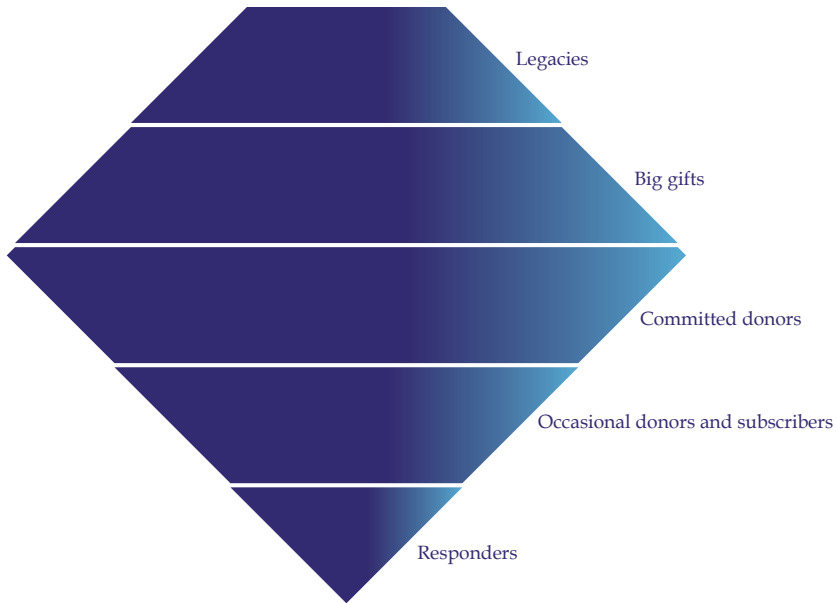 Legacies
Big gifts
Committed donors
Occasional donors and subscribers
Responders